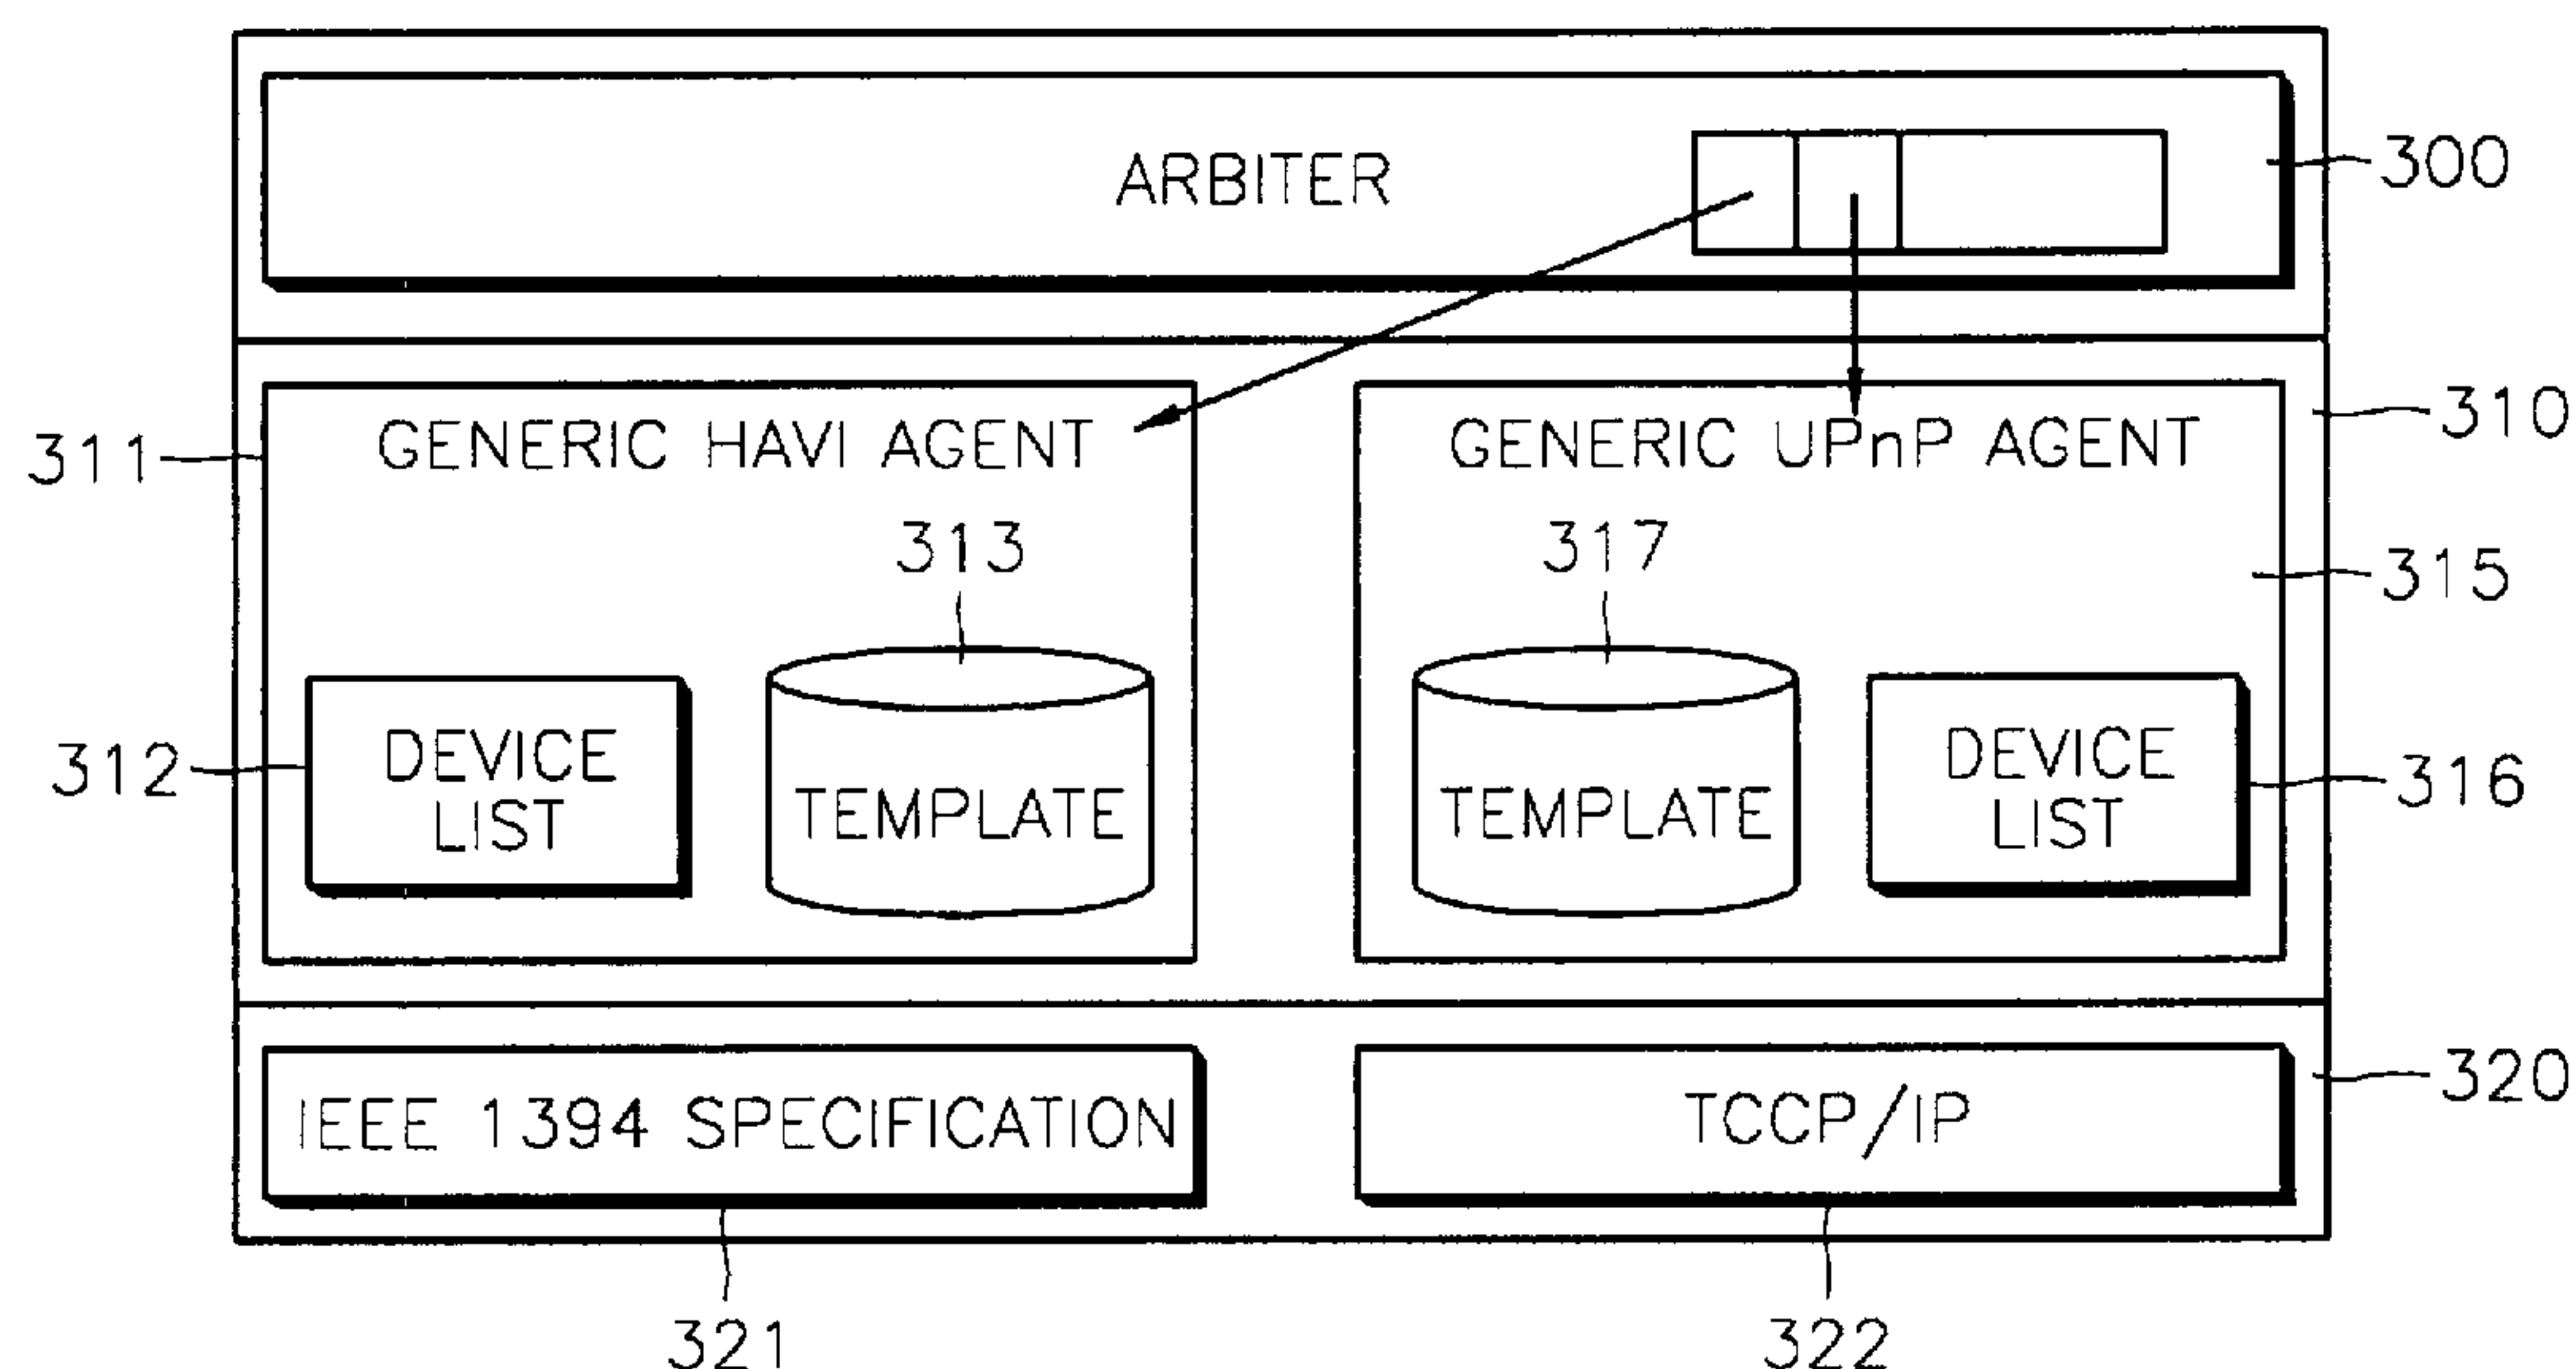 ARBITER
300
310
311
GENERIC HAVI AGENT
GENERIC UPnP AGENT
313
317
315
312
DEVICE
LIST
TEMPLATE
TEMPLATE
DEVICE
LIST
316
IEEE 1394 SPECIFICATION
TCCP/IP
320
321
322